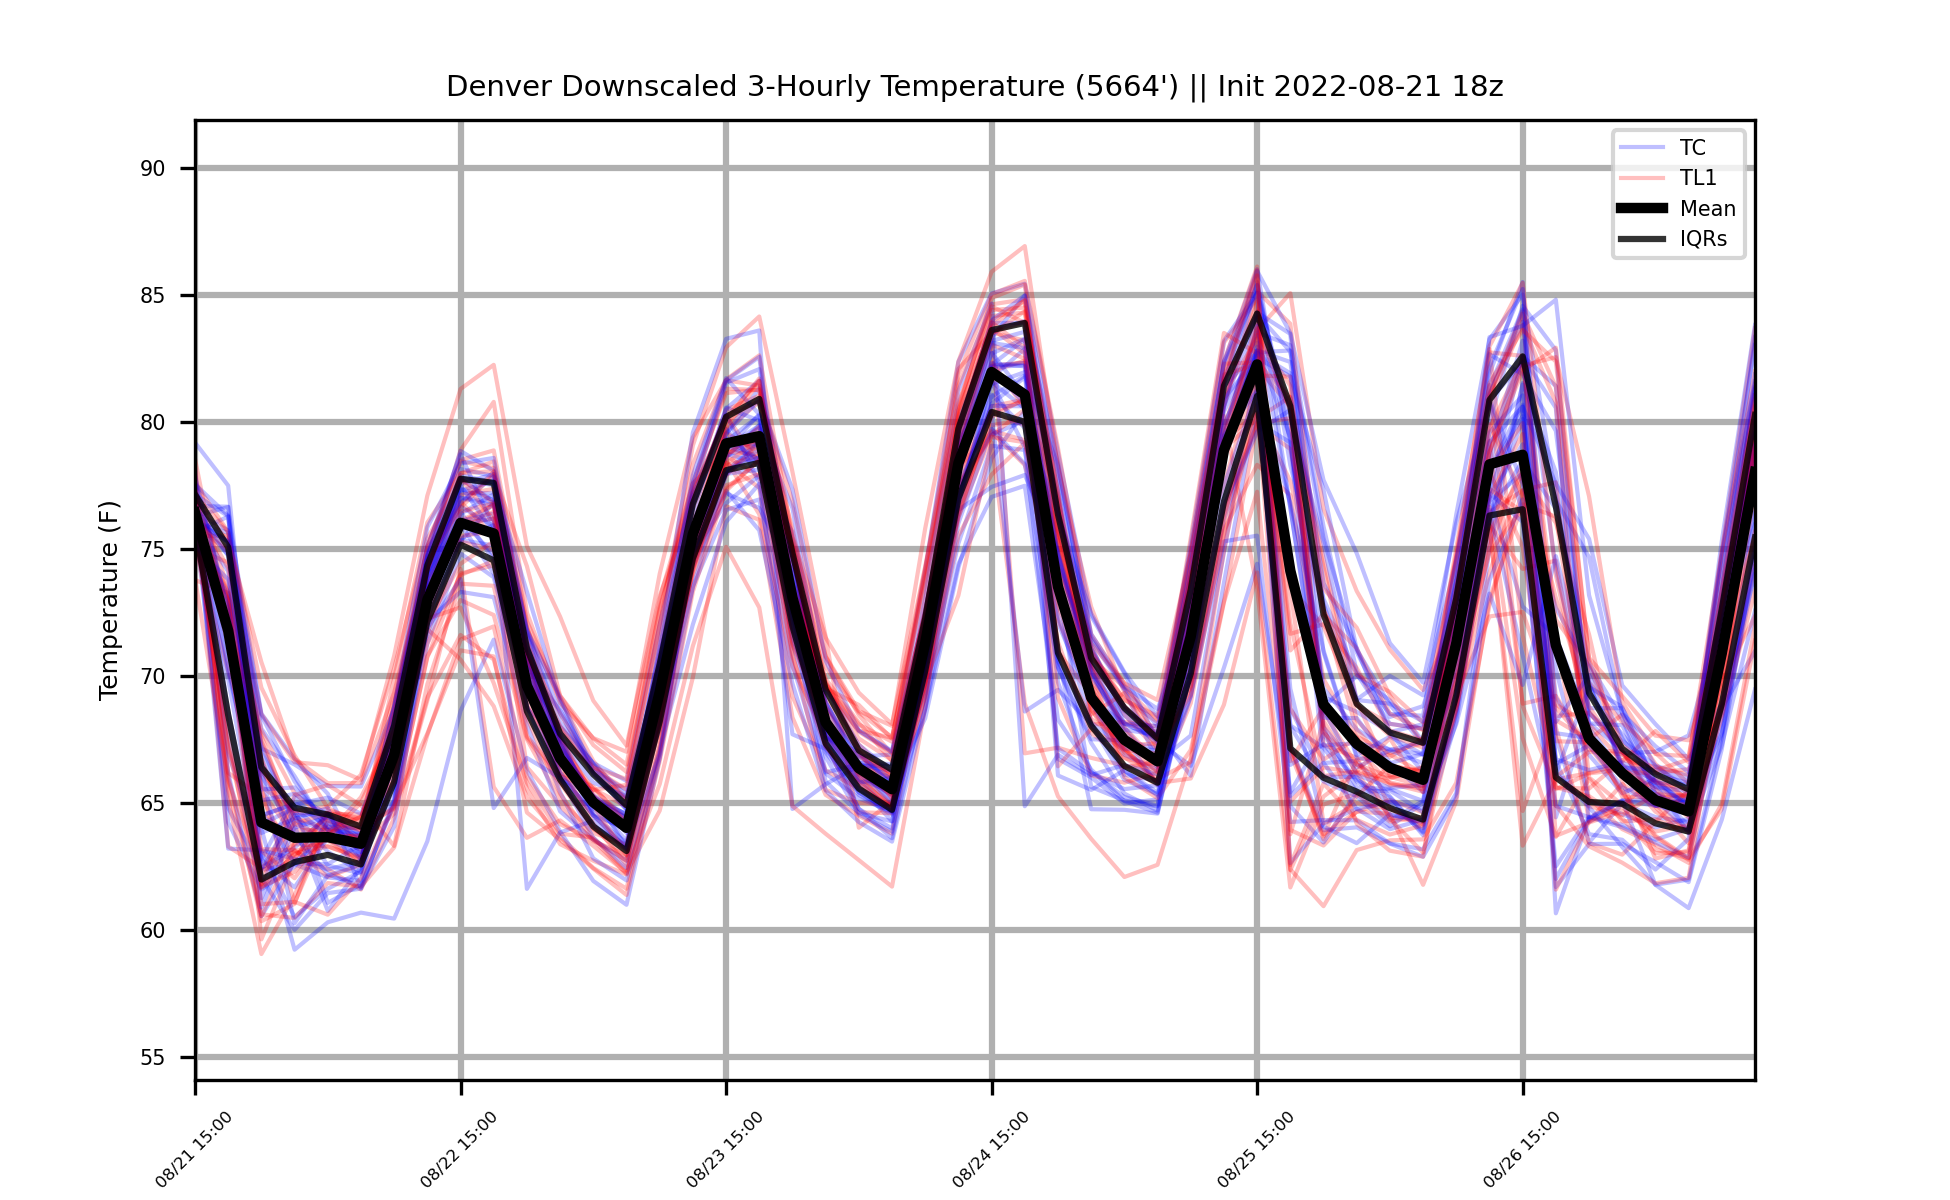 Denver Downscaled 3-Hourly Temperature (5664') || Init 2022-08-21 18z
TC
TL1
Mean
IQRs
Temperature (F)
90
85
80
75
70
65
60
55
08/21 15:00
08/22 15:00
08/23 15:00
08/24 15:00
08/25 15:00
08/26 15:00